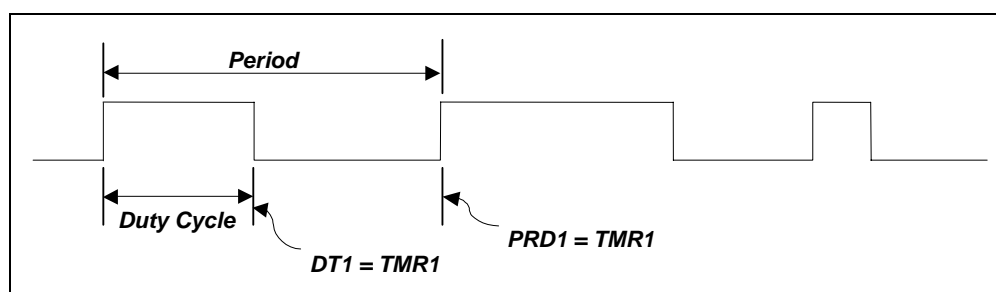 Period
Duty Cycle
DT1 = TMR1
PRD1 = TMR1